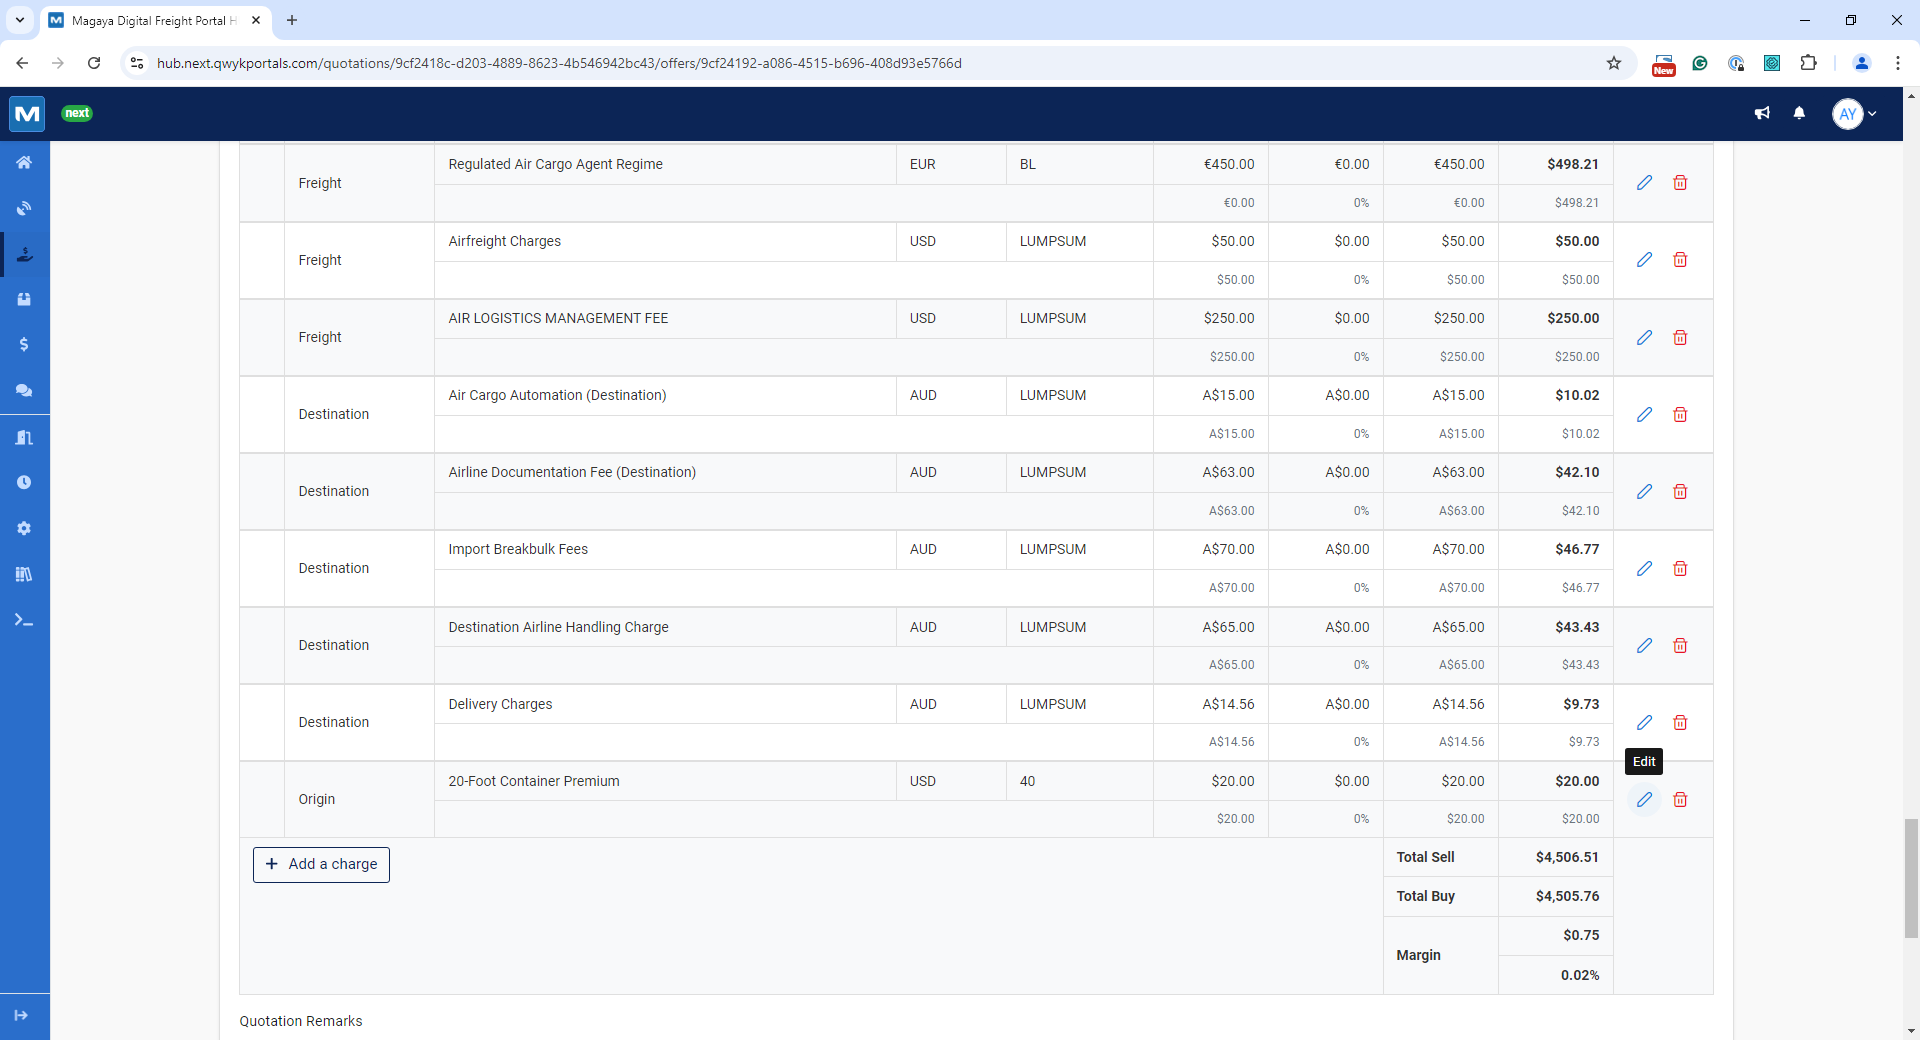 Magaya Digital Freight Portal H
hub.next.qwykportals.com/quotations/9cf2418c-d203-4889-8623-4b546942bc43/offers/9cf24192-a086-4515-b696-408d93e5766d
New
next
AY
Freight Regulated Air Cargo Agent Regime EUR BL €450.00 €0.00 €450.00 $498.21
€0.00 0% €0.00 $498.21
Freight Airfreight Charges USD LUMPSUM $50.00 $0.00 $50.00 $50.00
$50.00 0% $50.00 $50.00
Freight AIR LOGISTICS MANAGEMENT FEE USD LUMPSUM $250.00 $0.00 $250.00 $250.00
$250.00 0% $250.00 $250.00
Destination Air Cargo Automation (Destination) AUD LUMPSUM A$15.00 A$0.00 A$15.00 $10.02
A$15.00 0% A$15.00 $10.02
Destination Airline Documentation Fee (Destination) AUD LUMPSUM A$63.00 A$0.00 A$63.00 $42.10
A$63.00 0% A$63.00 $42.10
Destination Import Breakbulk Fees AUD LUMPSUM A$70.00 A$0.00 A$70.00 $46.77
A$70.00 0% A$70.00 $46.77
Destination Destination Airline Handling Charge AUD LUMPSUM A$65.00 A$0.00 A$65.00 $43.43
A$65.00 0% A$65.00 $43.43
Destination Delivery Charges AUD LUMPSUM A$14.56 A$0.00 A$14.56 $9.73
A$14.56 0% A$14.56 $9.73
Edit
Origin 20-Foot Container Premium USD 40 $20.00 $0.00 $20.00 $20.00
$20.00 0% $20.00 $20.00
+ Add a charge
Total Sell $4,506.51
Total Buy $4,505.76
Margin $0.75
0.02%
Quotation Remarks